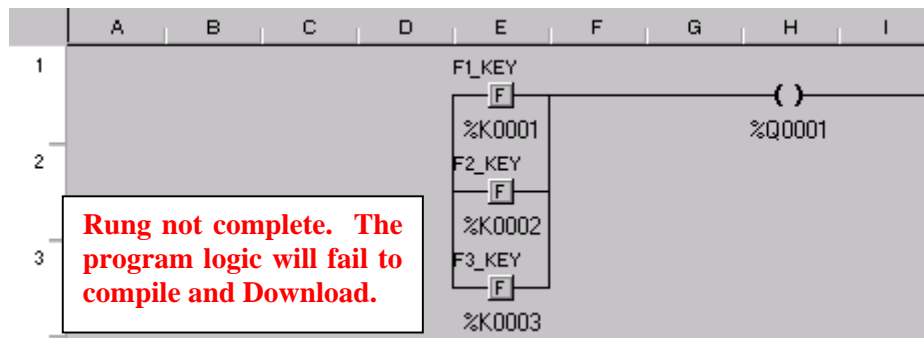 A B C D E F G H I
1
F1_KEY
F
( )
%K0001
%Q0001
2
F2_KEY
F
%K0002
3
F3_KEY
F
%K0003
Rung not complete. The
program logic will fail to
compile and Download.